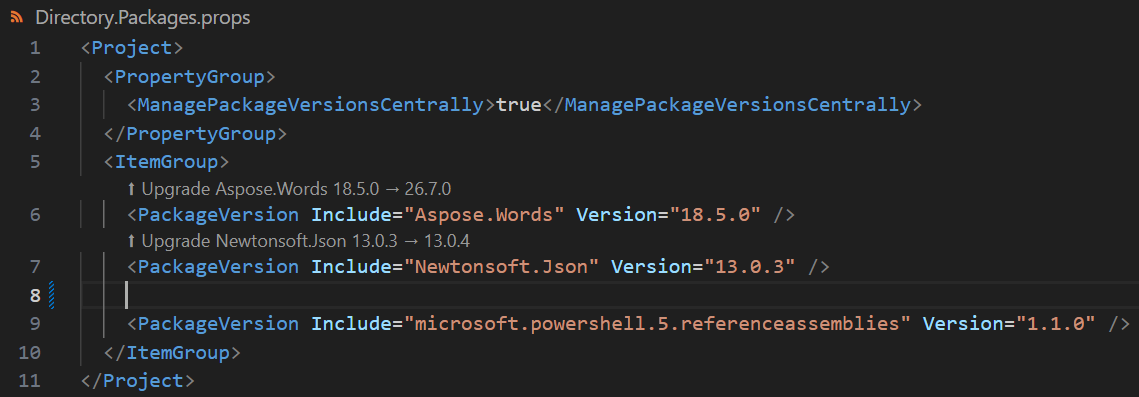 Directory.Packages.props
1 <Project>
2 <PropertyGroup>
3 <ManagePackageVersionsCentrally>true</ManagePackageVersionsCentrally>
4 </PropertyGroup>
5 <ItemGroup>
⬆ Upgrade Aspose.Words 18.5.0 → 26.7.0
6 <PackageVersion Include="Aspose.Words" Version="18.5.0" />
⬆ Upgrade Newtonsoft.Json 13.0.3 → 13.0.4
7 <PackageVersion Include="Newtonsoft.Json" Version="13.0.3" />
8
9 <PackageVersion Include="microsoft.powershell.5.referenceassemblies" Version="1.1.0" />
10 </ItemGroup>
11 </Project>